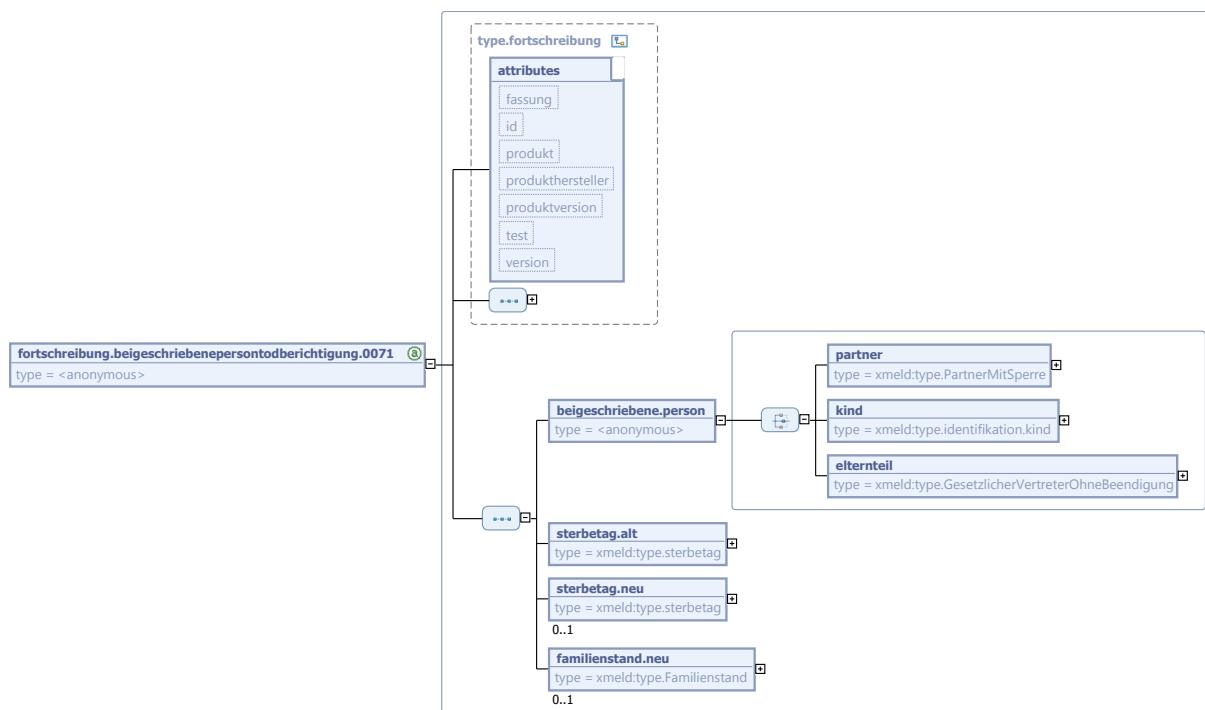 type.fortschreibung
attributes
fassung
id
produkt
produkthersteller
produktversion
test
version
fortschreibung.beigeschriebenepersontodberichtigung.0071
type = <anonymous>
beigeschriebene.person
type = <anonymous>
partner
type = xmeld:type.PartnerMitSperre
kind
type = xmeld:type.identifikation.kind
elternteil
type = xmeld:type.GesetzlicherVertreterOhneBeendigung
sterbetag.alt
type = xmeld:type.sterbetag
sterbetag.neu
type = xmeld:type.sterbetag
0..1
familienstand.neu
type = xmeld:type.Familienstand
0..1